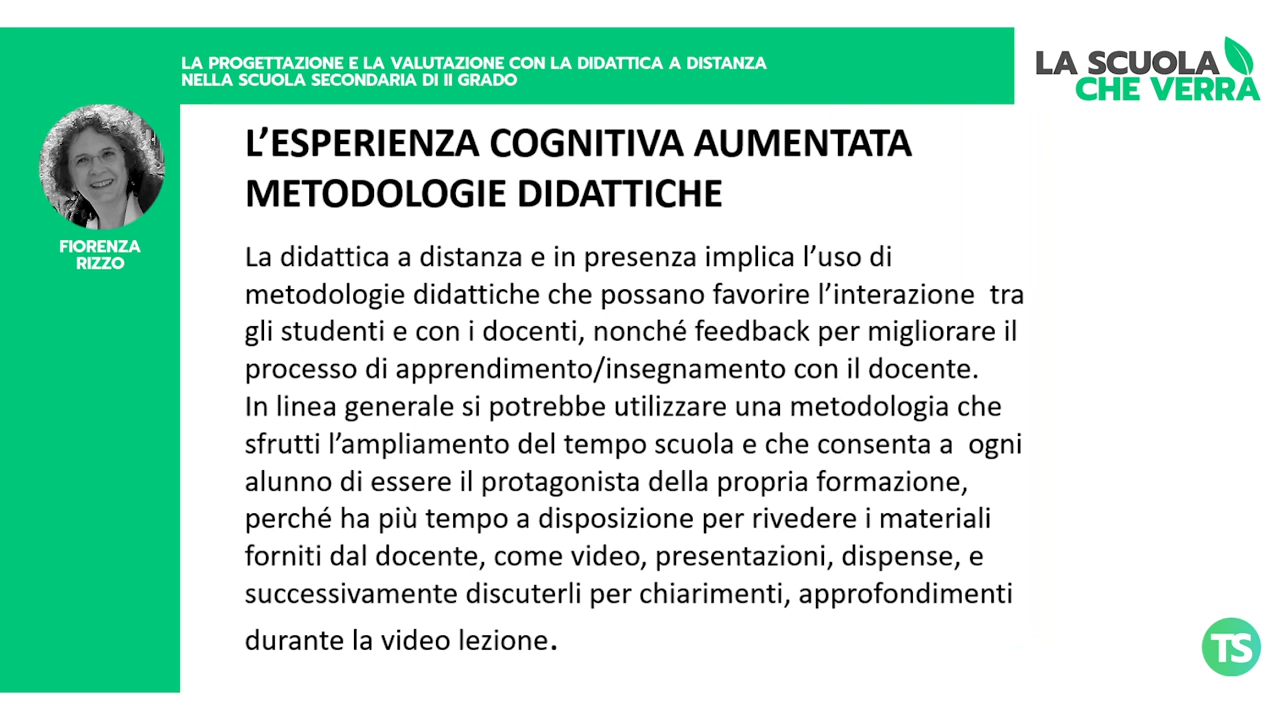 LA PROGETTAZIONE E LA VALUTAZIONE CON LA DIDATTICA A DISTANZA
NELLA SCUOLA SECONDARIA DI II GRADO
LA SCUOLA
CHE VERRÀ
FIORENZA
RIZZO
L'ESPERIENZA COGNITIVA AUMENTATA
METODOLOGIE DIDATTICHE
La didattica a distanza e in presenza implica l'uso di
metodologie didattiche che possano favorire l'interazione tra
gli studenti e con i docenti, nonché feedback per migliorare il
processo di apprendimento/insegnamento con il docente.
In linea generale si potrebbe utilizzare una metodologia che
sfrutti l'ampliamento del tempo scuola e che consenta a ogni
alunno di essere il protagonista della propria formazione,
perché ha più tempo a disposizione per rivedere i materiali
forniti dal docente, come video, presentazioni, dispense, e
successivamente discuterli per chiarimenti, approfondimenti
durante la video lezione.
TS